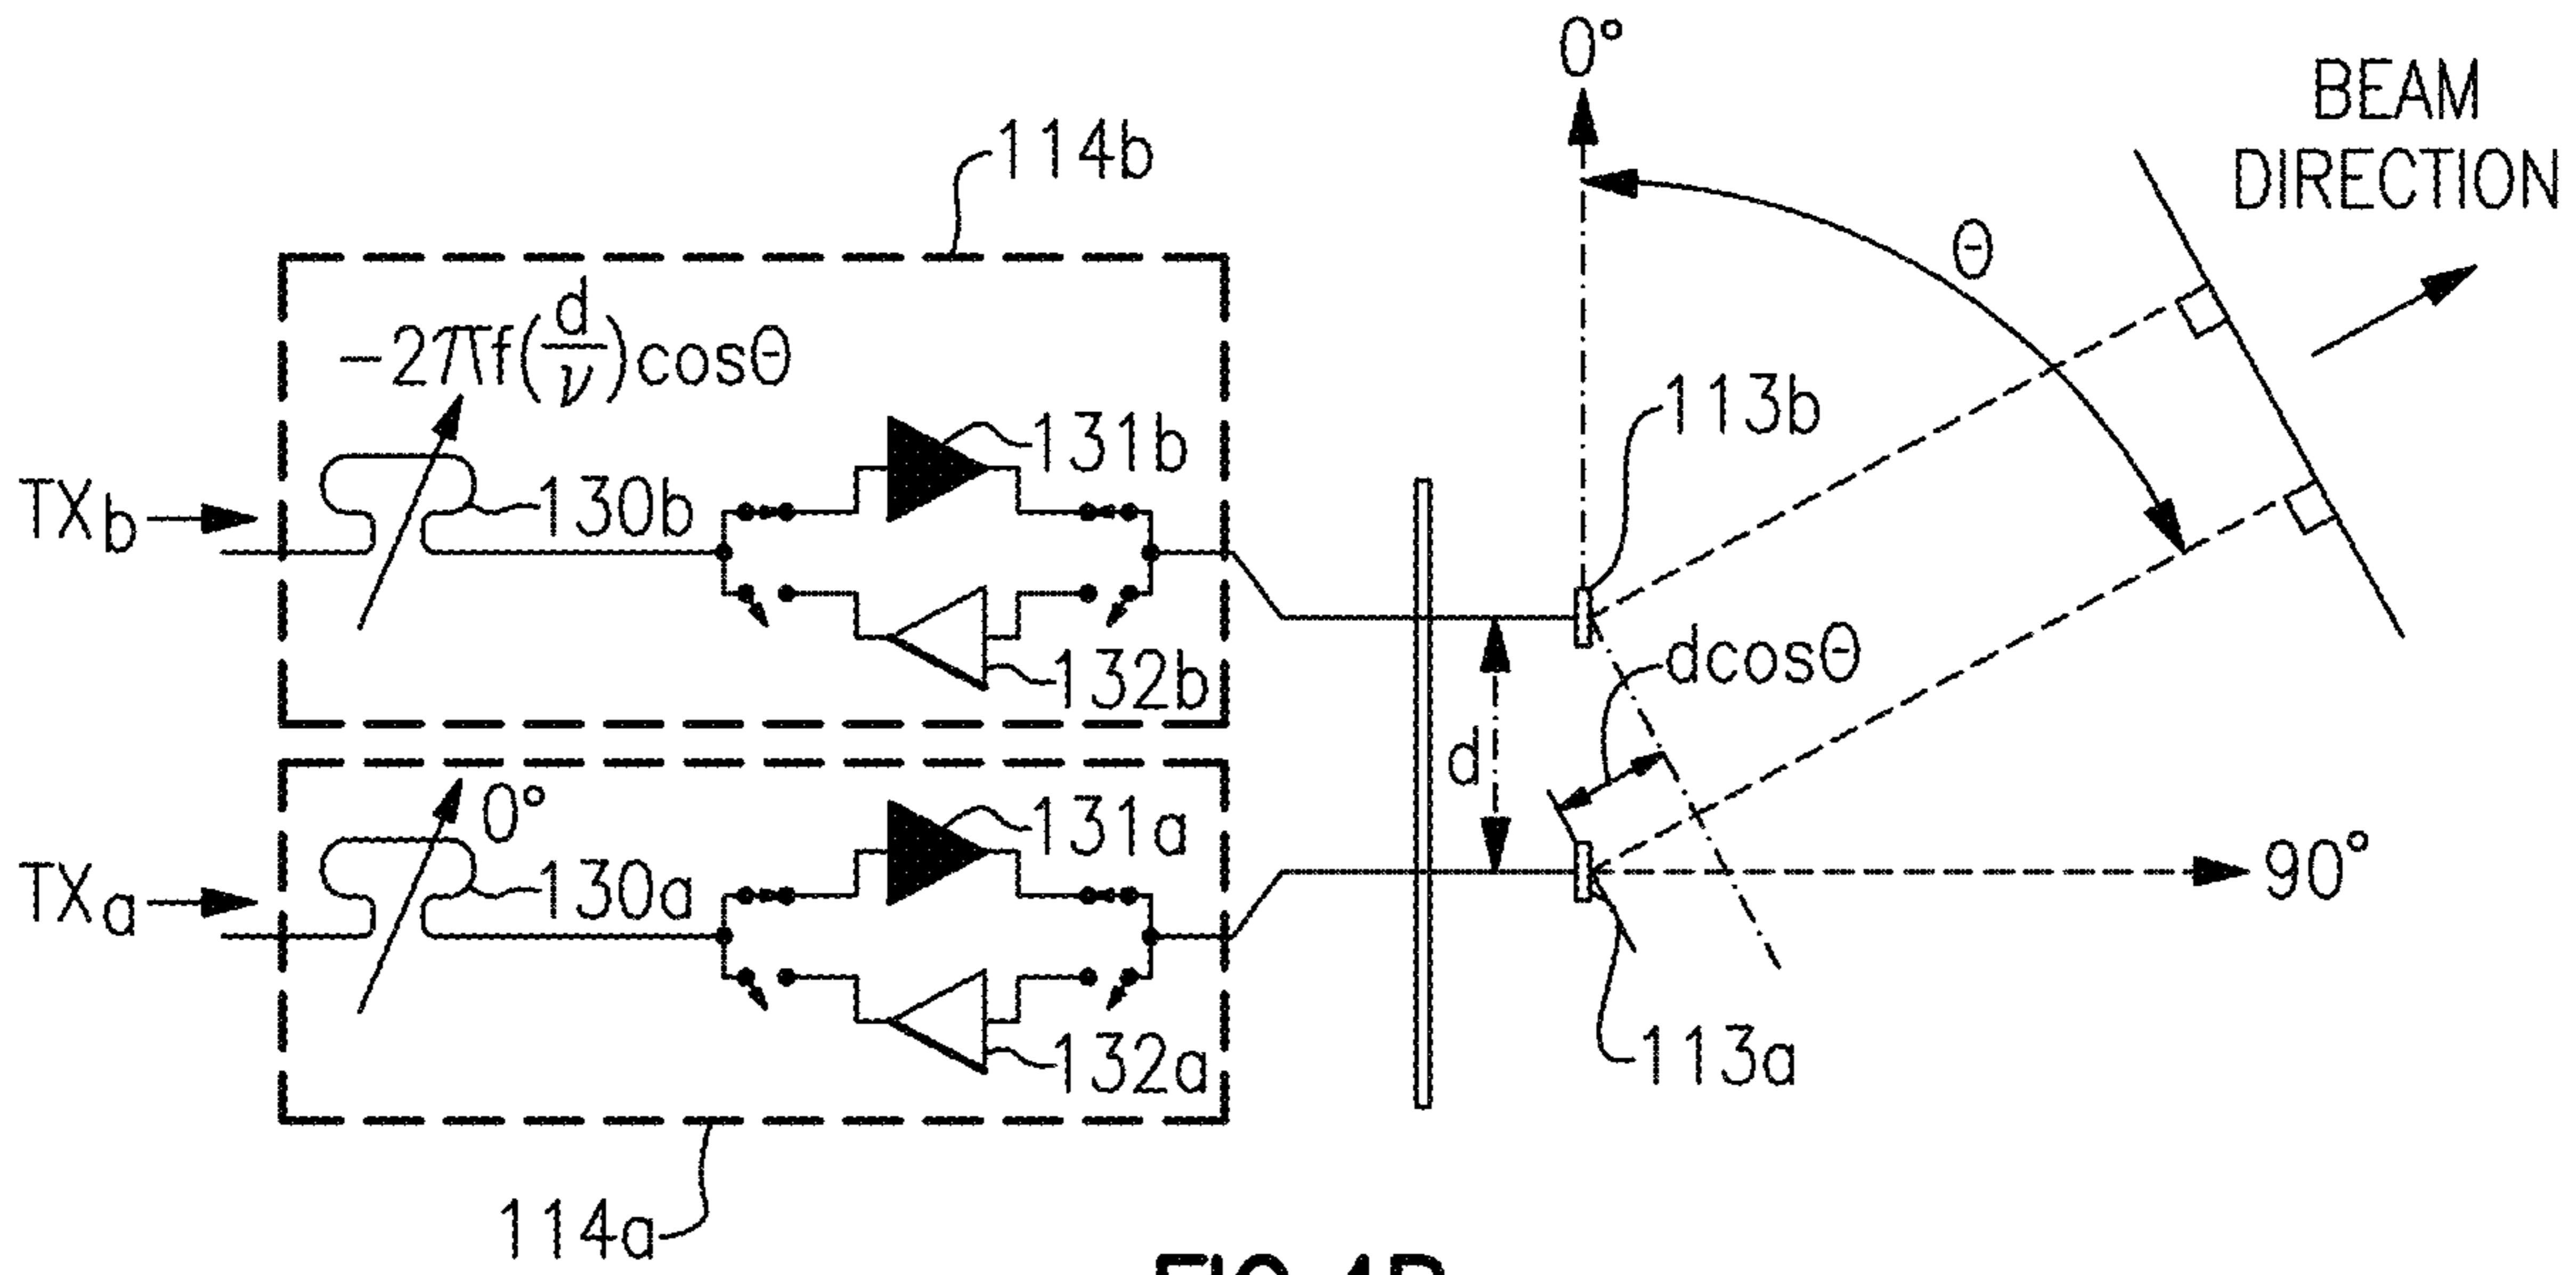 0°
BEAM
DIRECTION
114b
θ
-2πf(d/ν)cosθ
113b
131b
TXb
130b
dcosθ
132b
d
0°
131a
TXa
130a
90°
132a
113a
114a